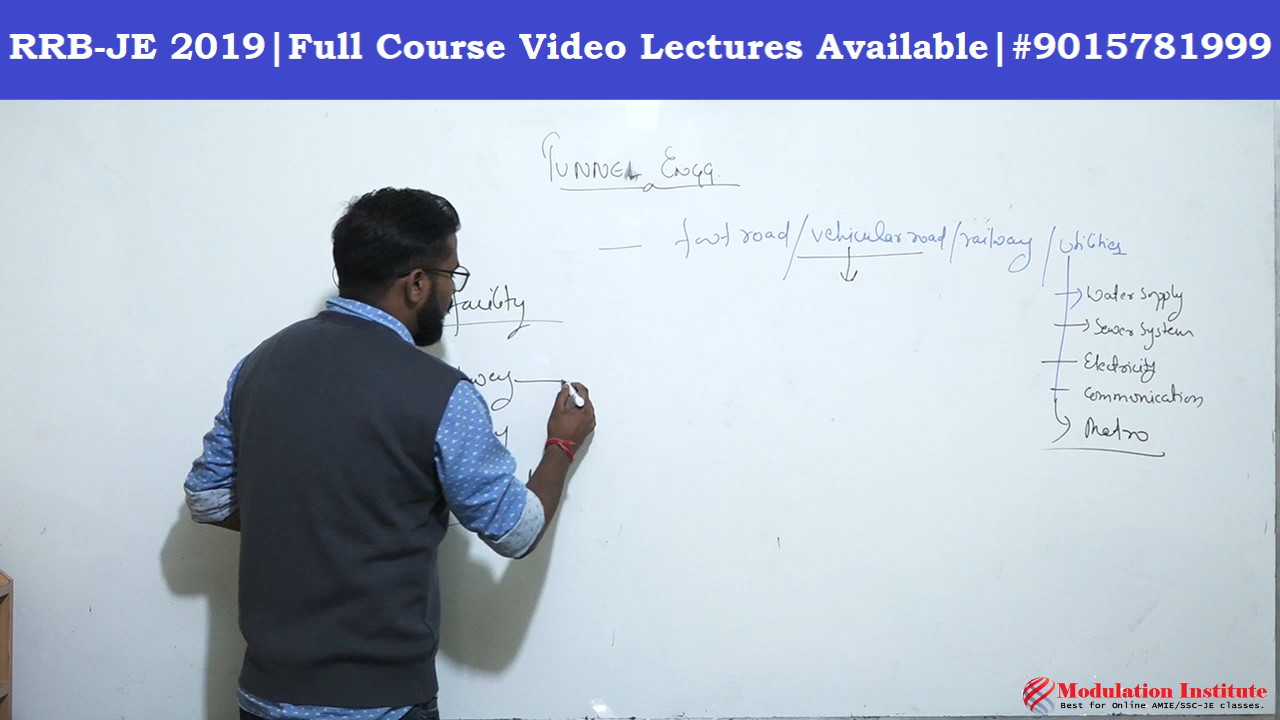 RRB-JE 2019|Full Course Video Lectures Available|#9015781999
TUNNEL Engg.
foot road/vehicular road/railway/utilities
Water Supply
Sewer System
Electricity
Communication
Metro
facility
Modulation Institute
Best for Online AMIE/SSC-JE classes.